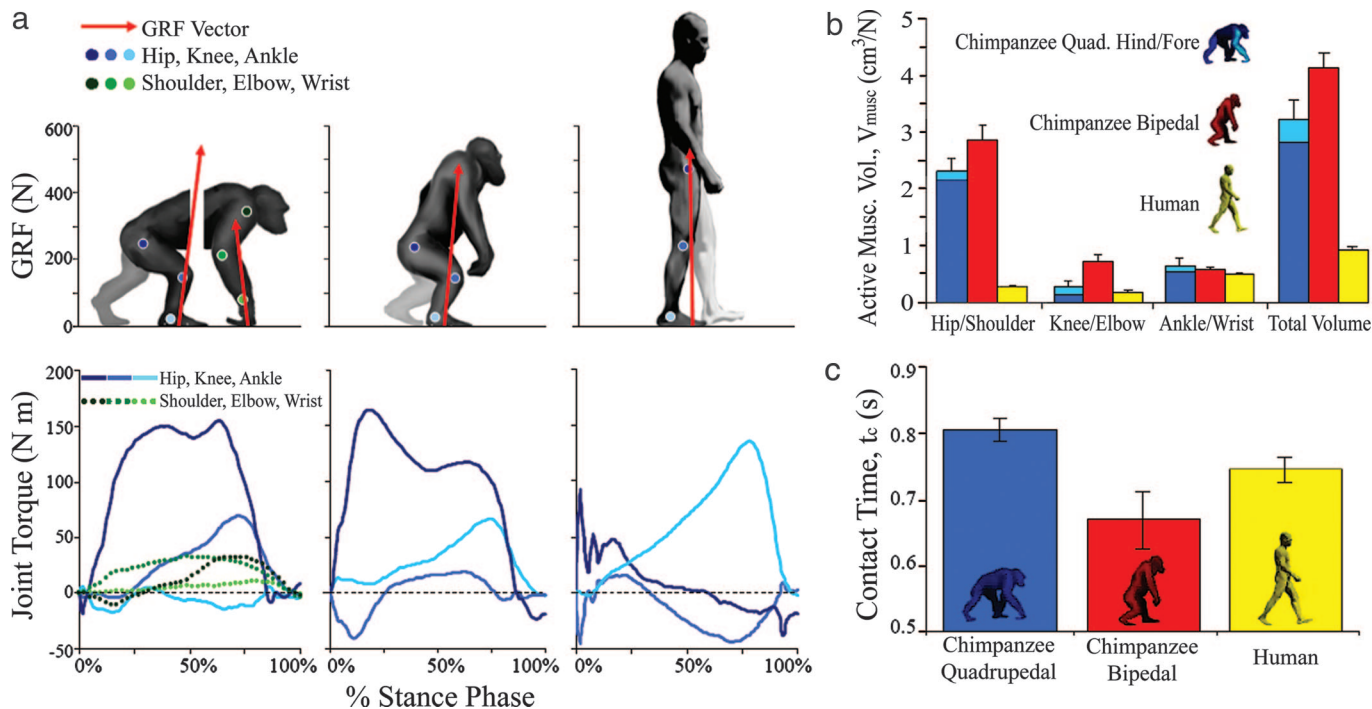 a
GRF Vector
Hip, Knee, Ankle
Shoulder, Elbow, Wrist
GRF (N)
600
400
200
0
Joint Torque (N m)
200
150
100
50
0
-50
Hip, Knee, Ankle
Shoulder, Elbow, Wrist
0% 50% 100%
0% 50% 100%
0% 50% 100%
% Stance Phase
b
Active Musc. Vol., Vmusc (cm³/N)
5
4
3
2
1
0
Chimpanzee Quad. Hind/Fore
Chimpanzee Bipedal
Human
Hip/Shoulder Knee/Elbow Ankle/Wrist Total Volume
c
Contact Time, tc (s)
0.9
0.8
0.7
0.6
0.5
Chimpanzee Quadrupedal
Chimpanzee Bipedal
Human